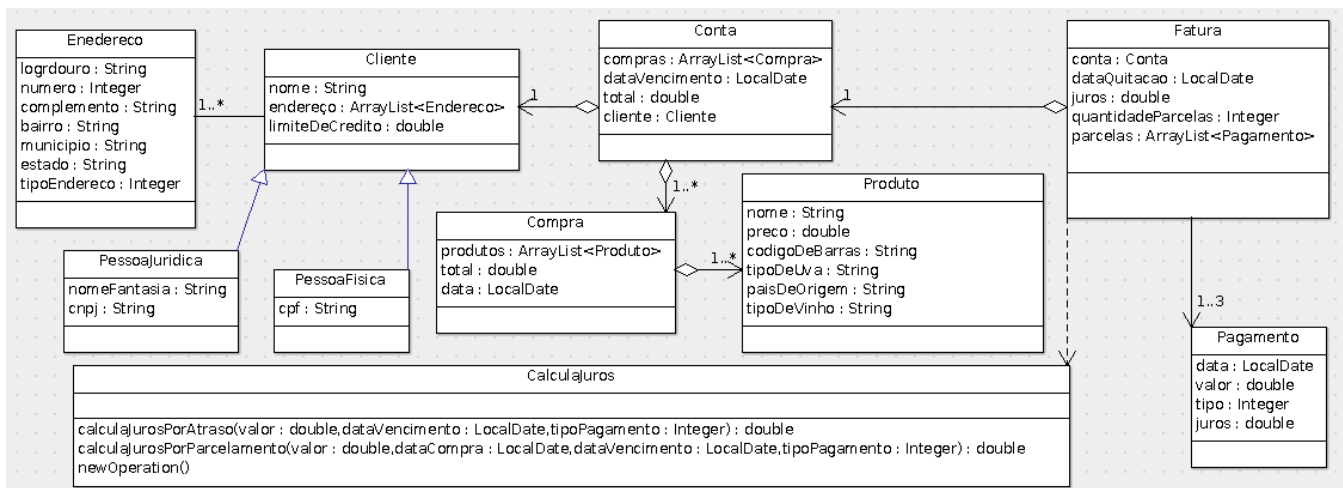 Enedereco
logrdouro : String
numero : Integer
complemento : String
bairro : String
municipio : String
estado : String
tipoEndereco : Integer
1..*
Cliente
nome : String
endereço : ArrayList<Endereco>
limiteDeCredito : double
1
Conta
compras : ArrayList<Compra>
dataVencimento : LocalDate
total : double
cliente : Cliente
1
Fatura
conta : Conta
dataQuitacao : LocalDate
juros : double
quantidadeParcelas : Integer
parcelas : ArrayList<Pagamento>
1..*
PessoaJuridica
nomeFantasia : String
cnpj : String
PessoaFisica
cpf : String
Compra
produtos : ArrayList<Produto>
total : double
data : LocalDate
1..*
Produto
nome : String
preco : double
codigoDeBarras : String
tipoDeUva : String
paisDeOrigem : String
tipoDeVinho : String
1..3
Pagamento
data : LocalDate
valor : double
tipo : Integer
juros : double
CalculaJuros
calculaJurosPorAtraso(valor : double,dataVencimento : LocalDate,tipoPagamento : Integer) : double
calculaJurosPorParcelamento(valor : double,dataCompra : LocalDate,dataVencimento : LocalDate,tipoPagamento : Integer) : double
newOperation()